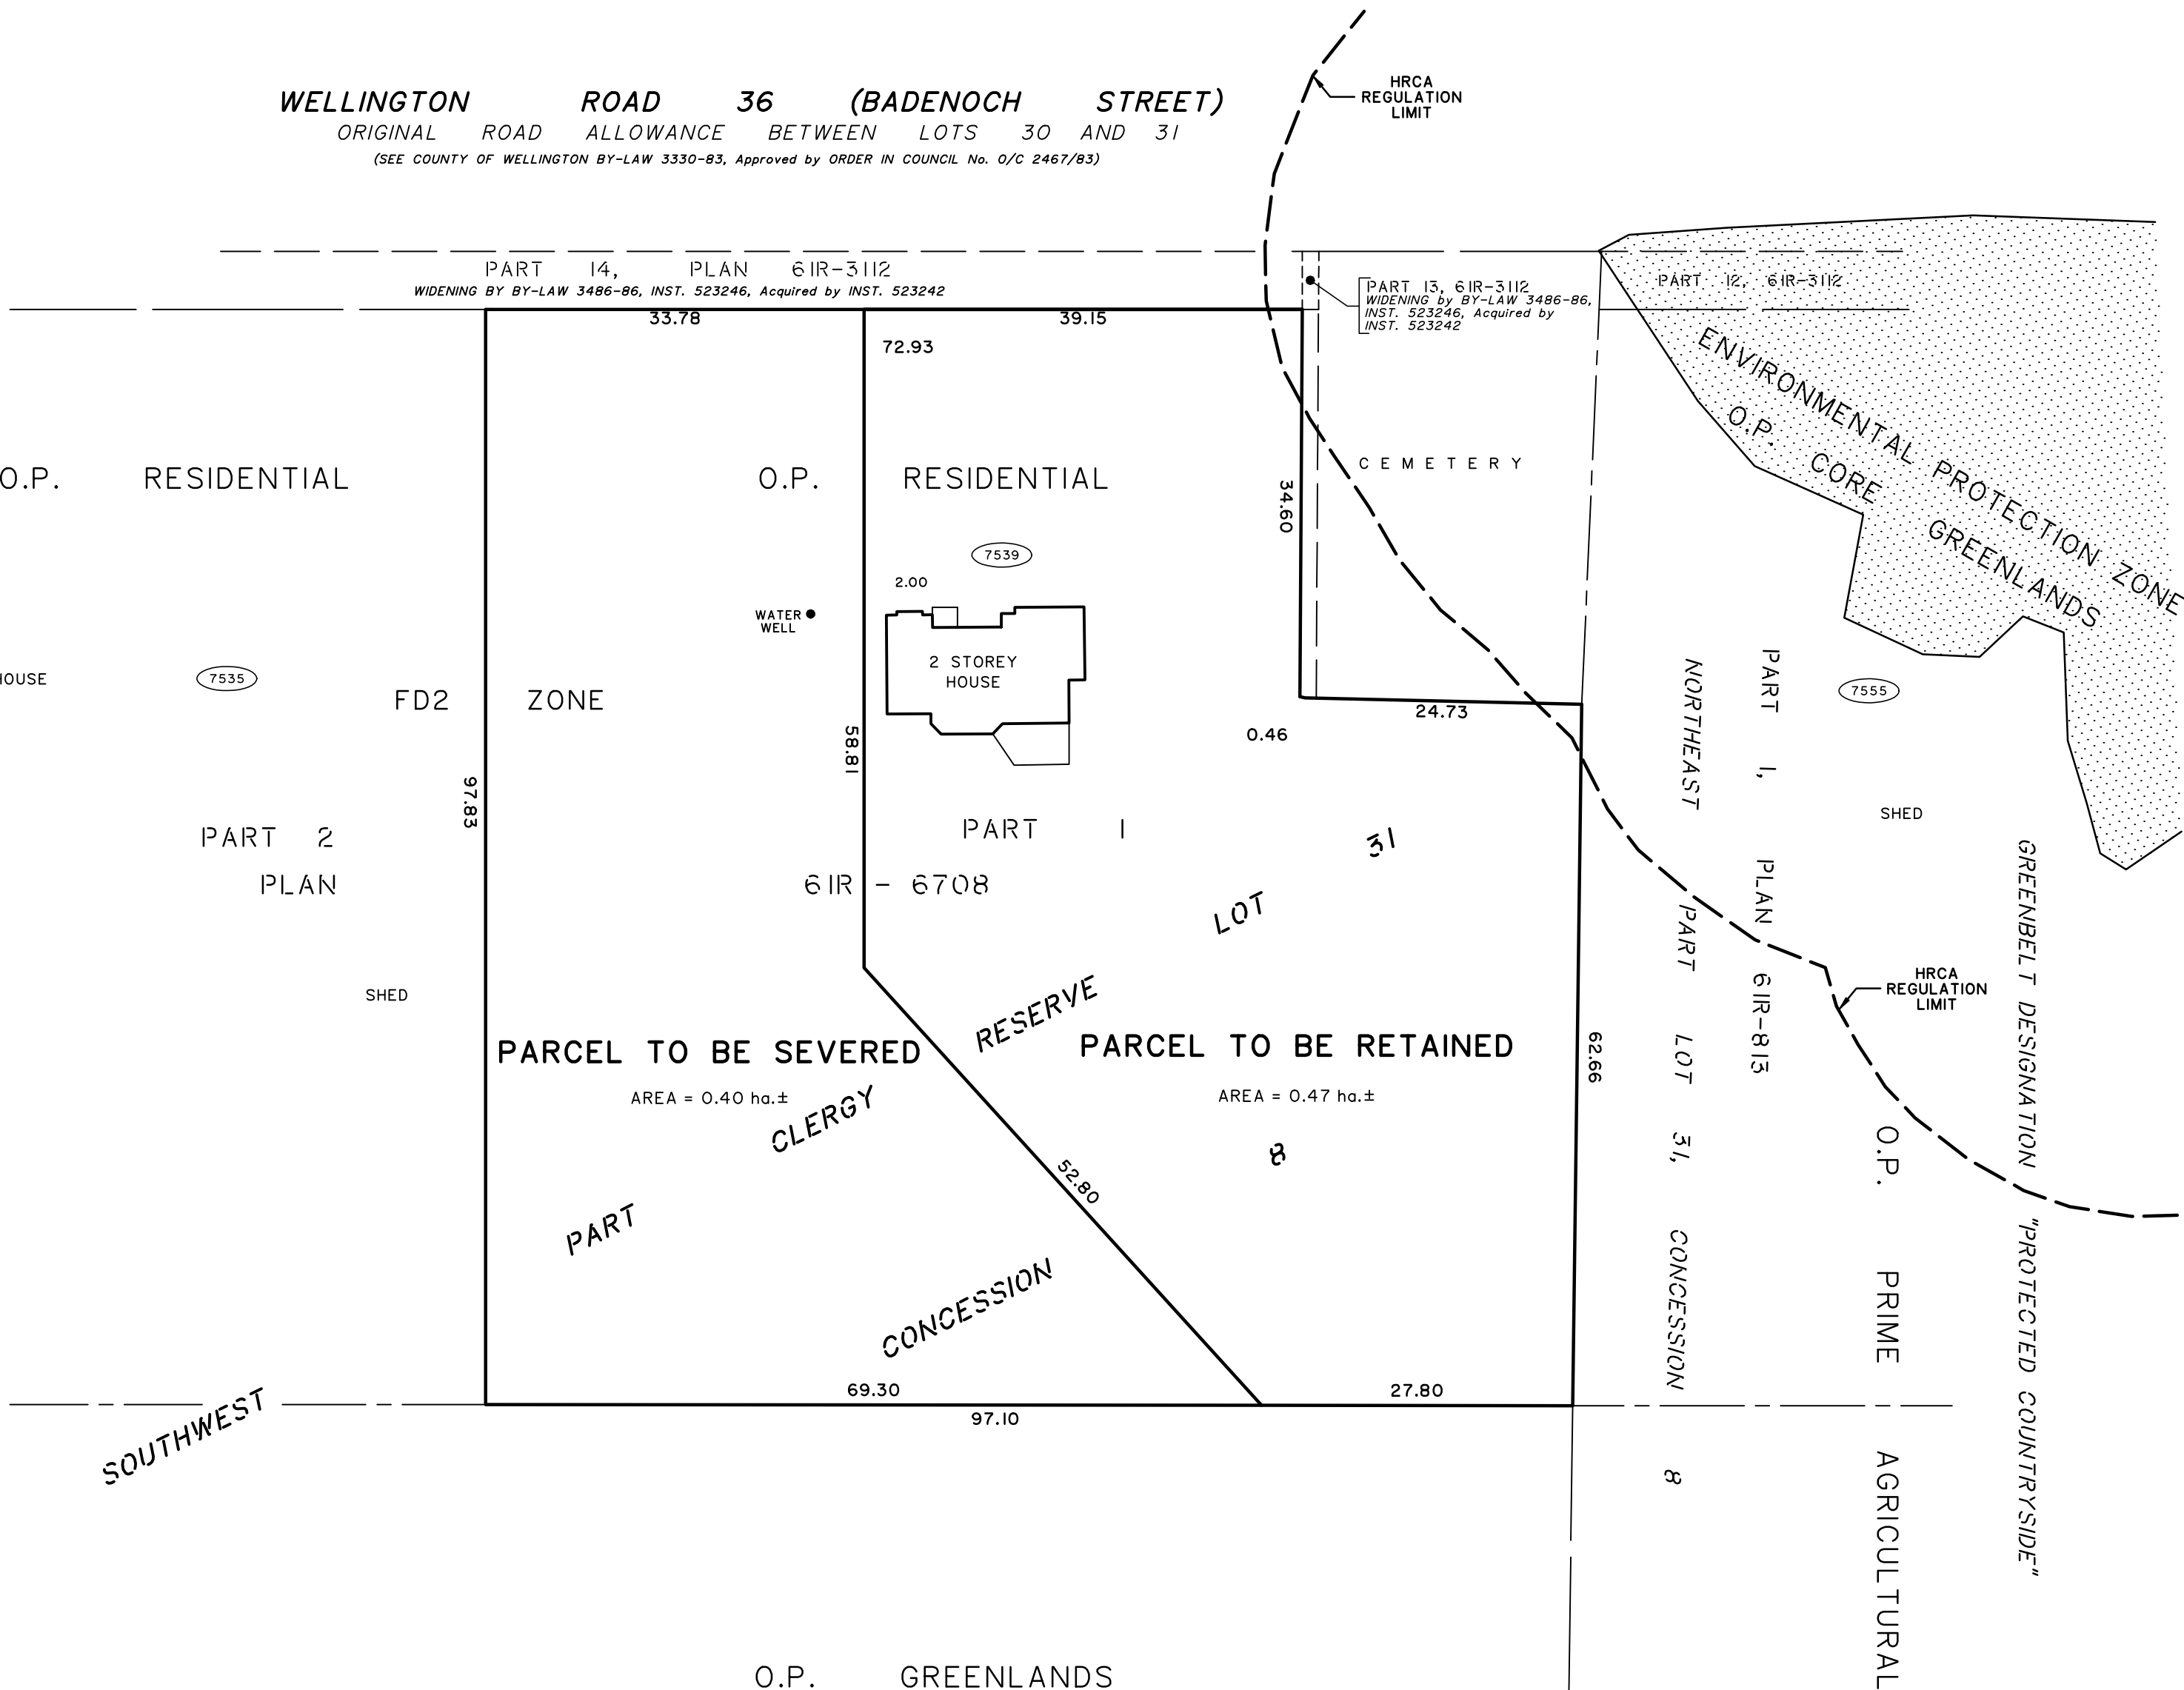 WELLINGTON ROAD 36 (BADENOCH STREET)
ORIGINAL ROAD ALLOWANCE BETWEEN LOTS 30 AND 31
(SEE COUNTY OF WELLINGTON BY-LAW 3330-83, Approved by ORDER IN COUNCIL No. O/C 2467/83)
HRCA
REGULATION
LIMIT
PART 14, PLAN 61R-3112
WIDENING BY BY-LAW 3486-86, INST. 523246, Acquired by INST. 523242
PART 13, 61R-3112
WIDENING by BY-LAW 3486-86,
INST. 523246, Acquired by
INST. 523242
PART 12, 61R-3112
33.78
39.15
72.93
ENVIRONMENTAL PROTECTION ZONE
O.P. CORE GREENLANDS
CEMETERY
O.P. RESIDENTIAL
O.P. RESIDENTIAL
34.60
7539
2.00
WATER
WELL
2 STOREY
HOUSE
HOUSE
7535
FD2 ZONE
7555
24.73
0.46
58.81
97.83
SHED
PART 2
PLAN
PART 1
61R - 6708
SHED
PARCEL TO BE SEVERED
AREA = 0.40 ha.±
PARCEL TO BE RETAINED
AREA = 0.47 ha.±
SOUTHWEST PART CLERGY RESERVE LOT 31
CONCESSION 8
52.80
62.66
HRCA
REGULATION
LIMIT
NORTHEAST PART LOT 31, CONCESSION 8
PART 1, PLAN 61R-813
O.P. PRIME AGRICULTURAL
GREENBELT DESIGNATION "PROTECTED COUNTRYSIDE"
69.30
27.80
97.10
O.P. GREENLANDS